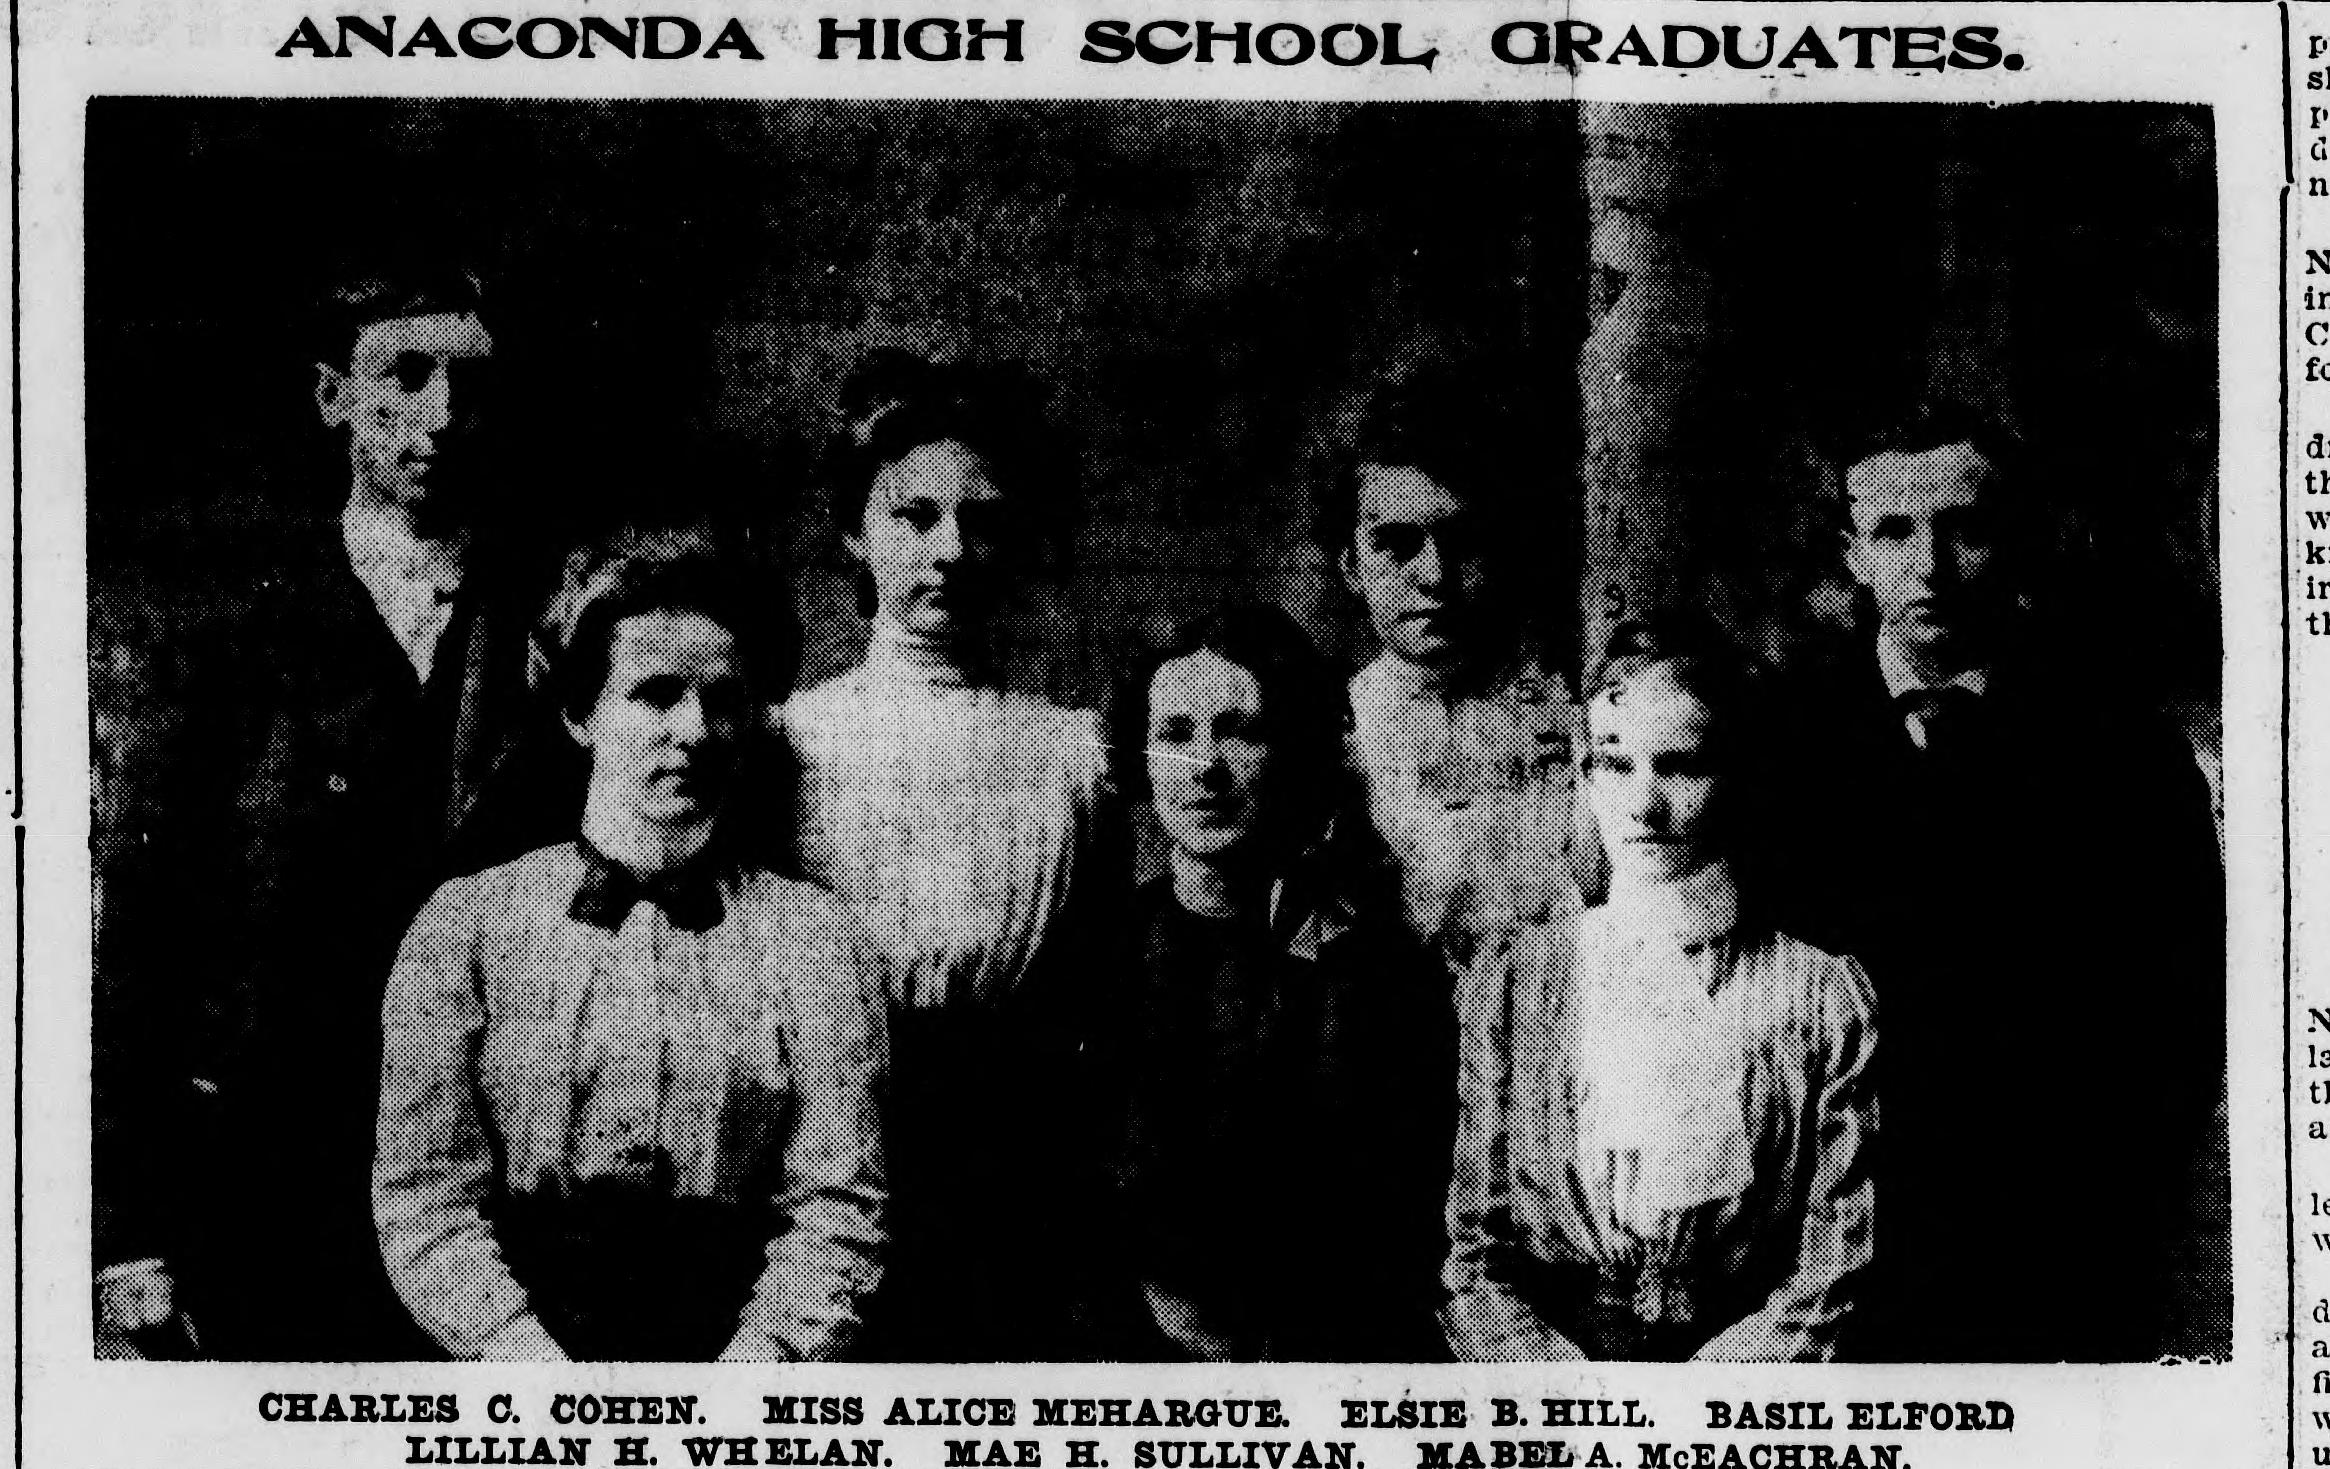 ANACONDA HIGH SCHOOL GRADUATES.
CHARLES C. COHEN. MISS ALICE MEHARGUE. ELSIE B. HILL. BASIL ELFORD
LILLIAN H. WHELAN. MAE H. SULLIVAN. MABEL A. McEACHRAN.